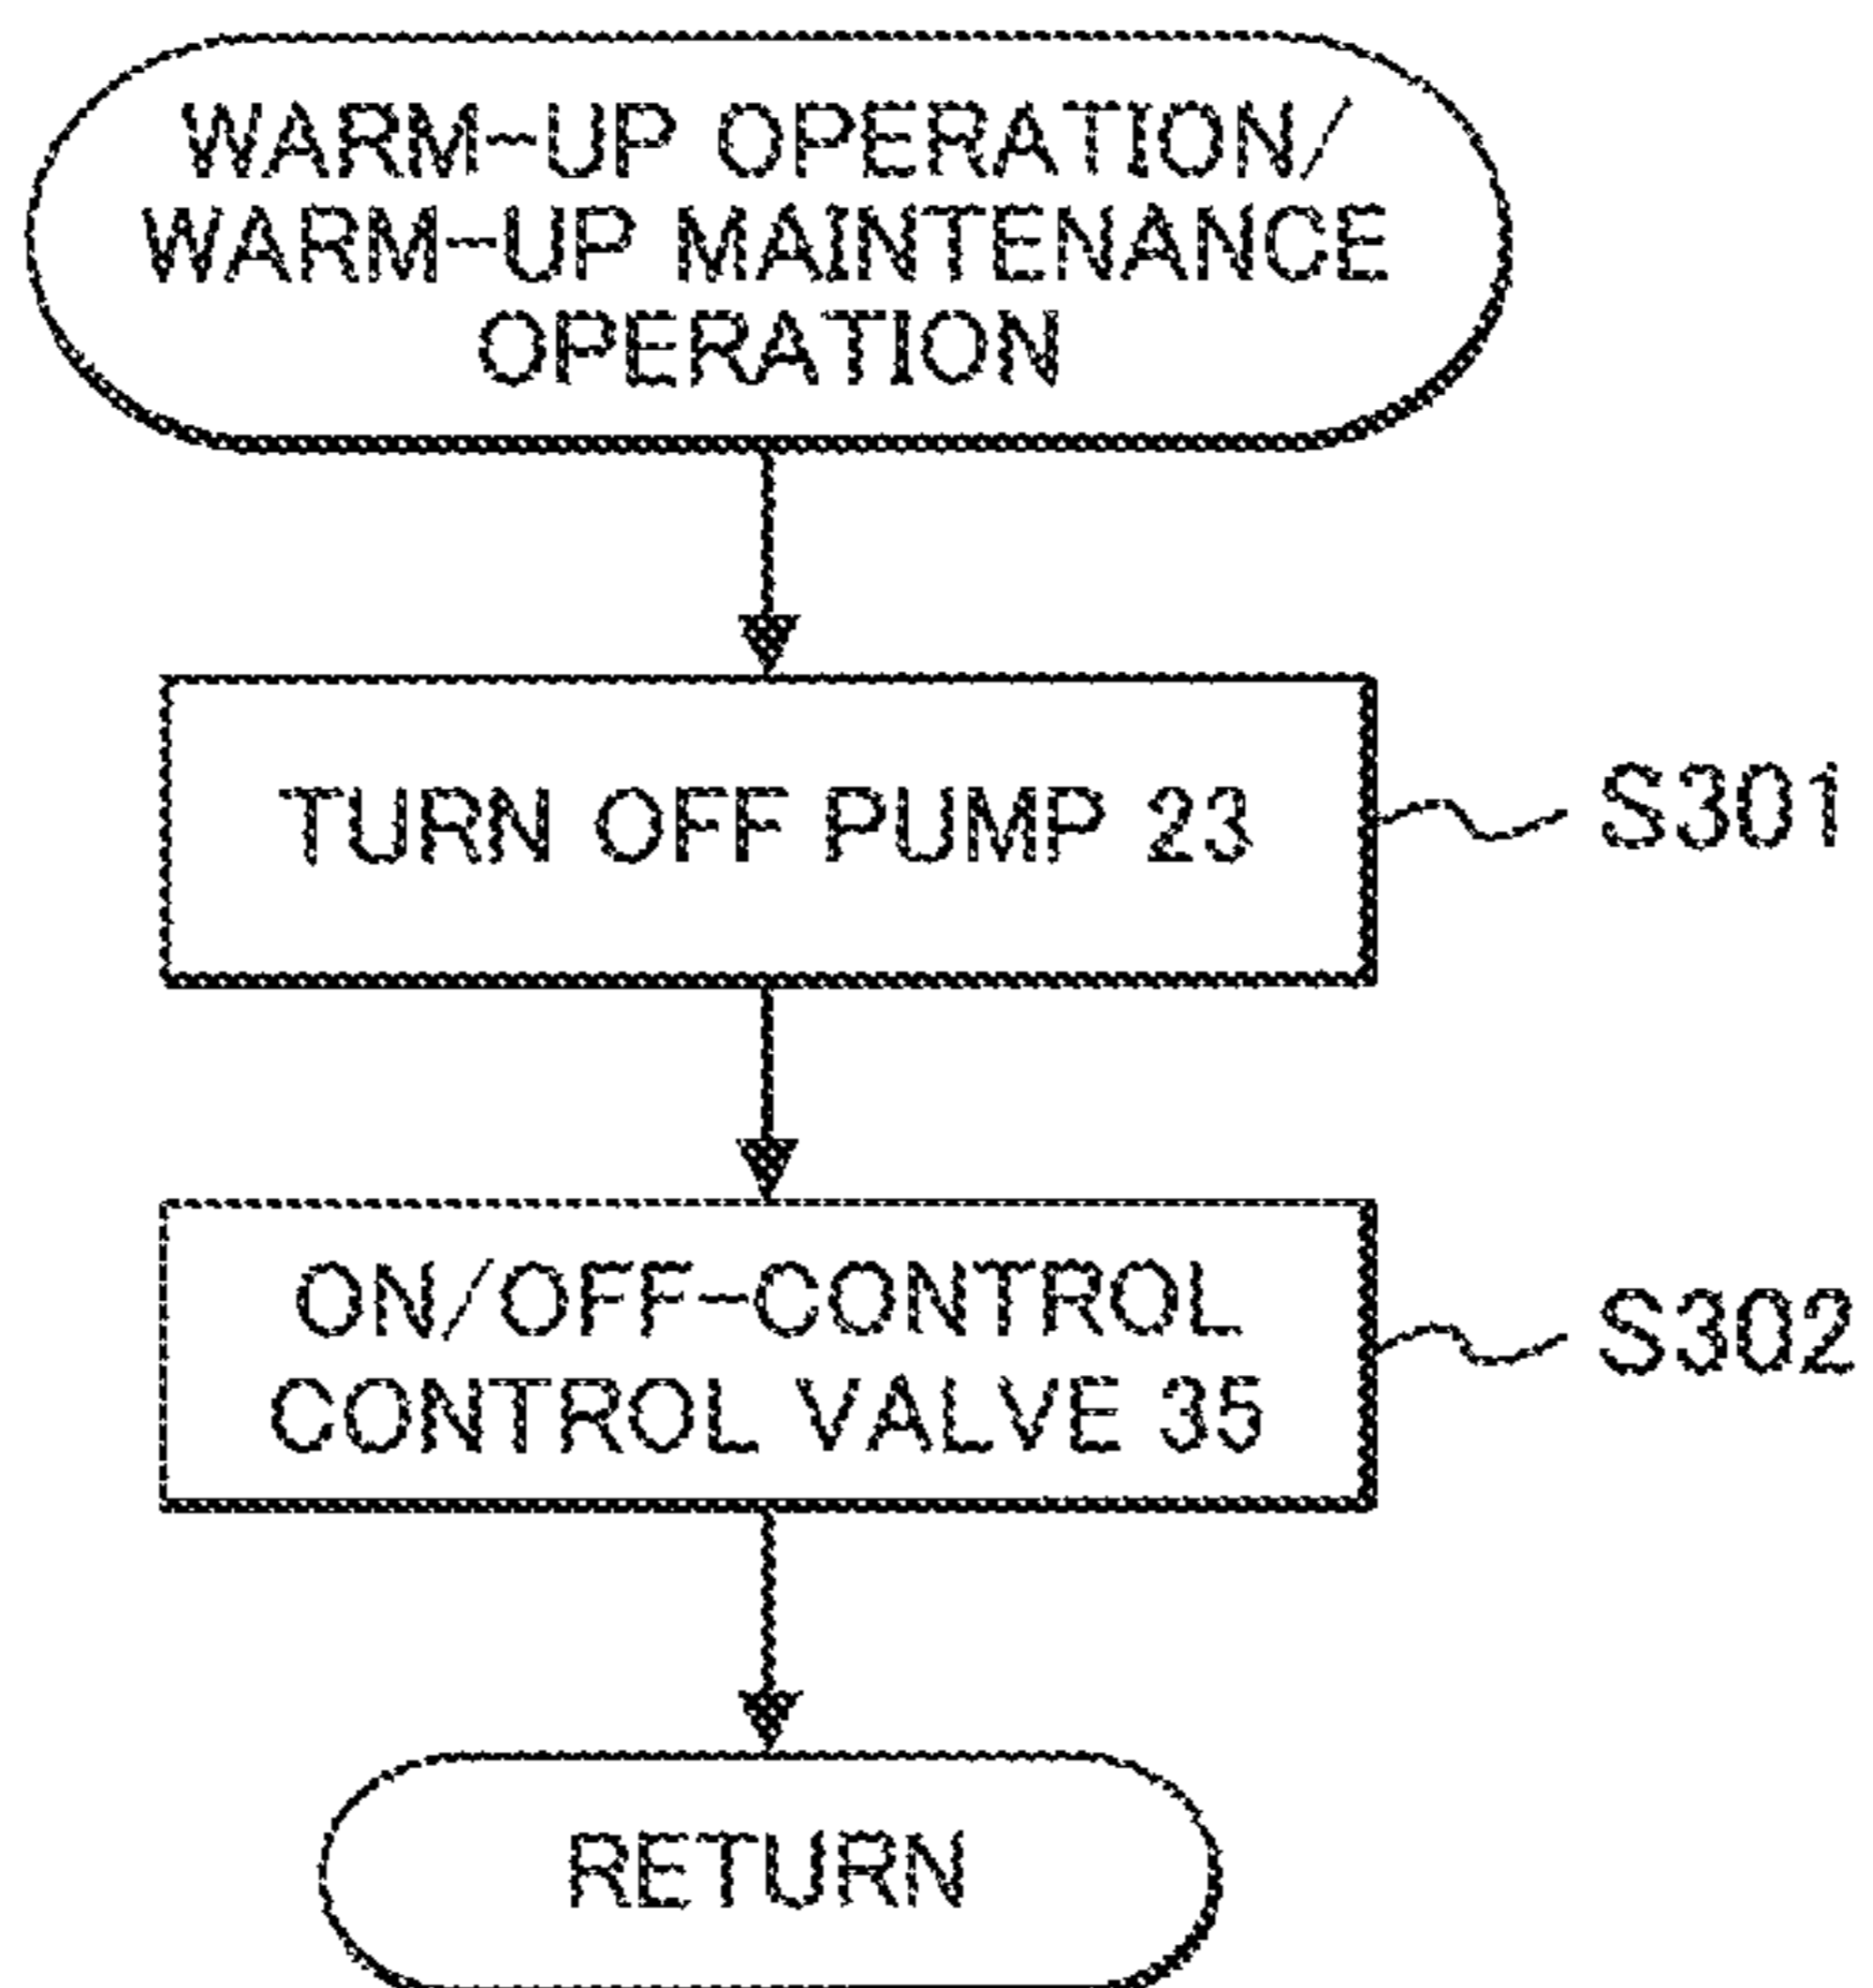 WARM-UP OPERATION/
WARM-UP MAINTENANCE
OPERATION
TURN OFF PUMP 23
S301
ON/OFF-CONTROL
CONTROL VALVE 35
S302
RETURN